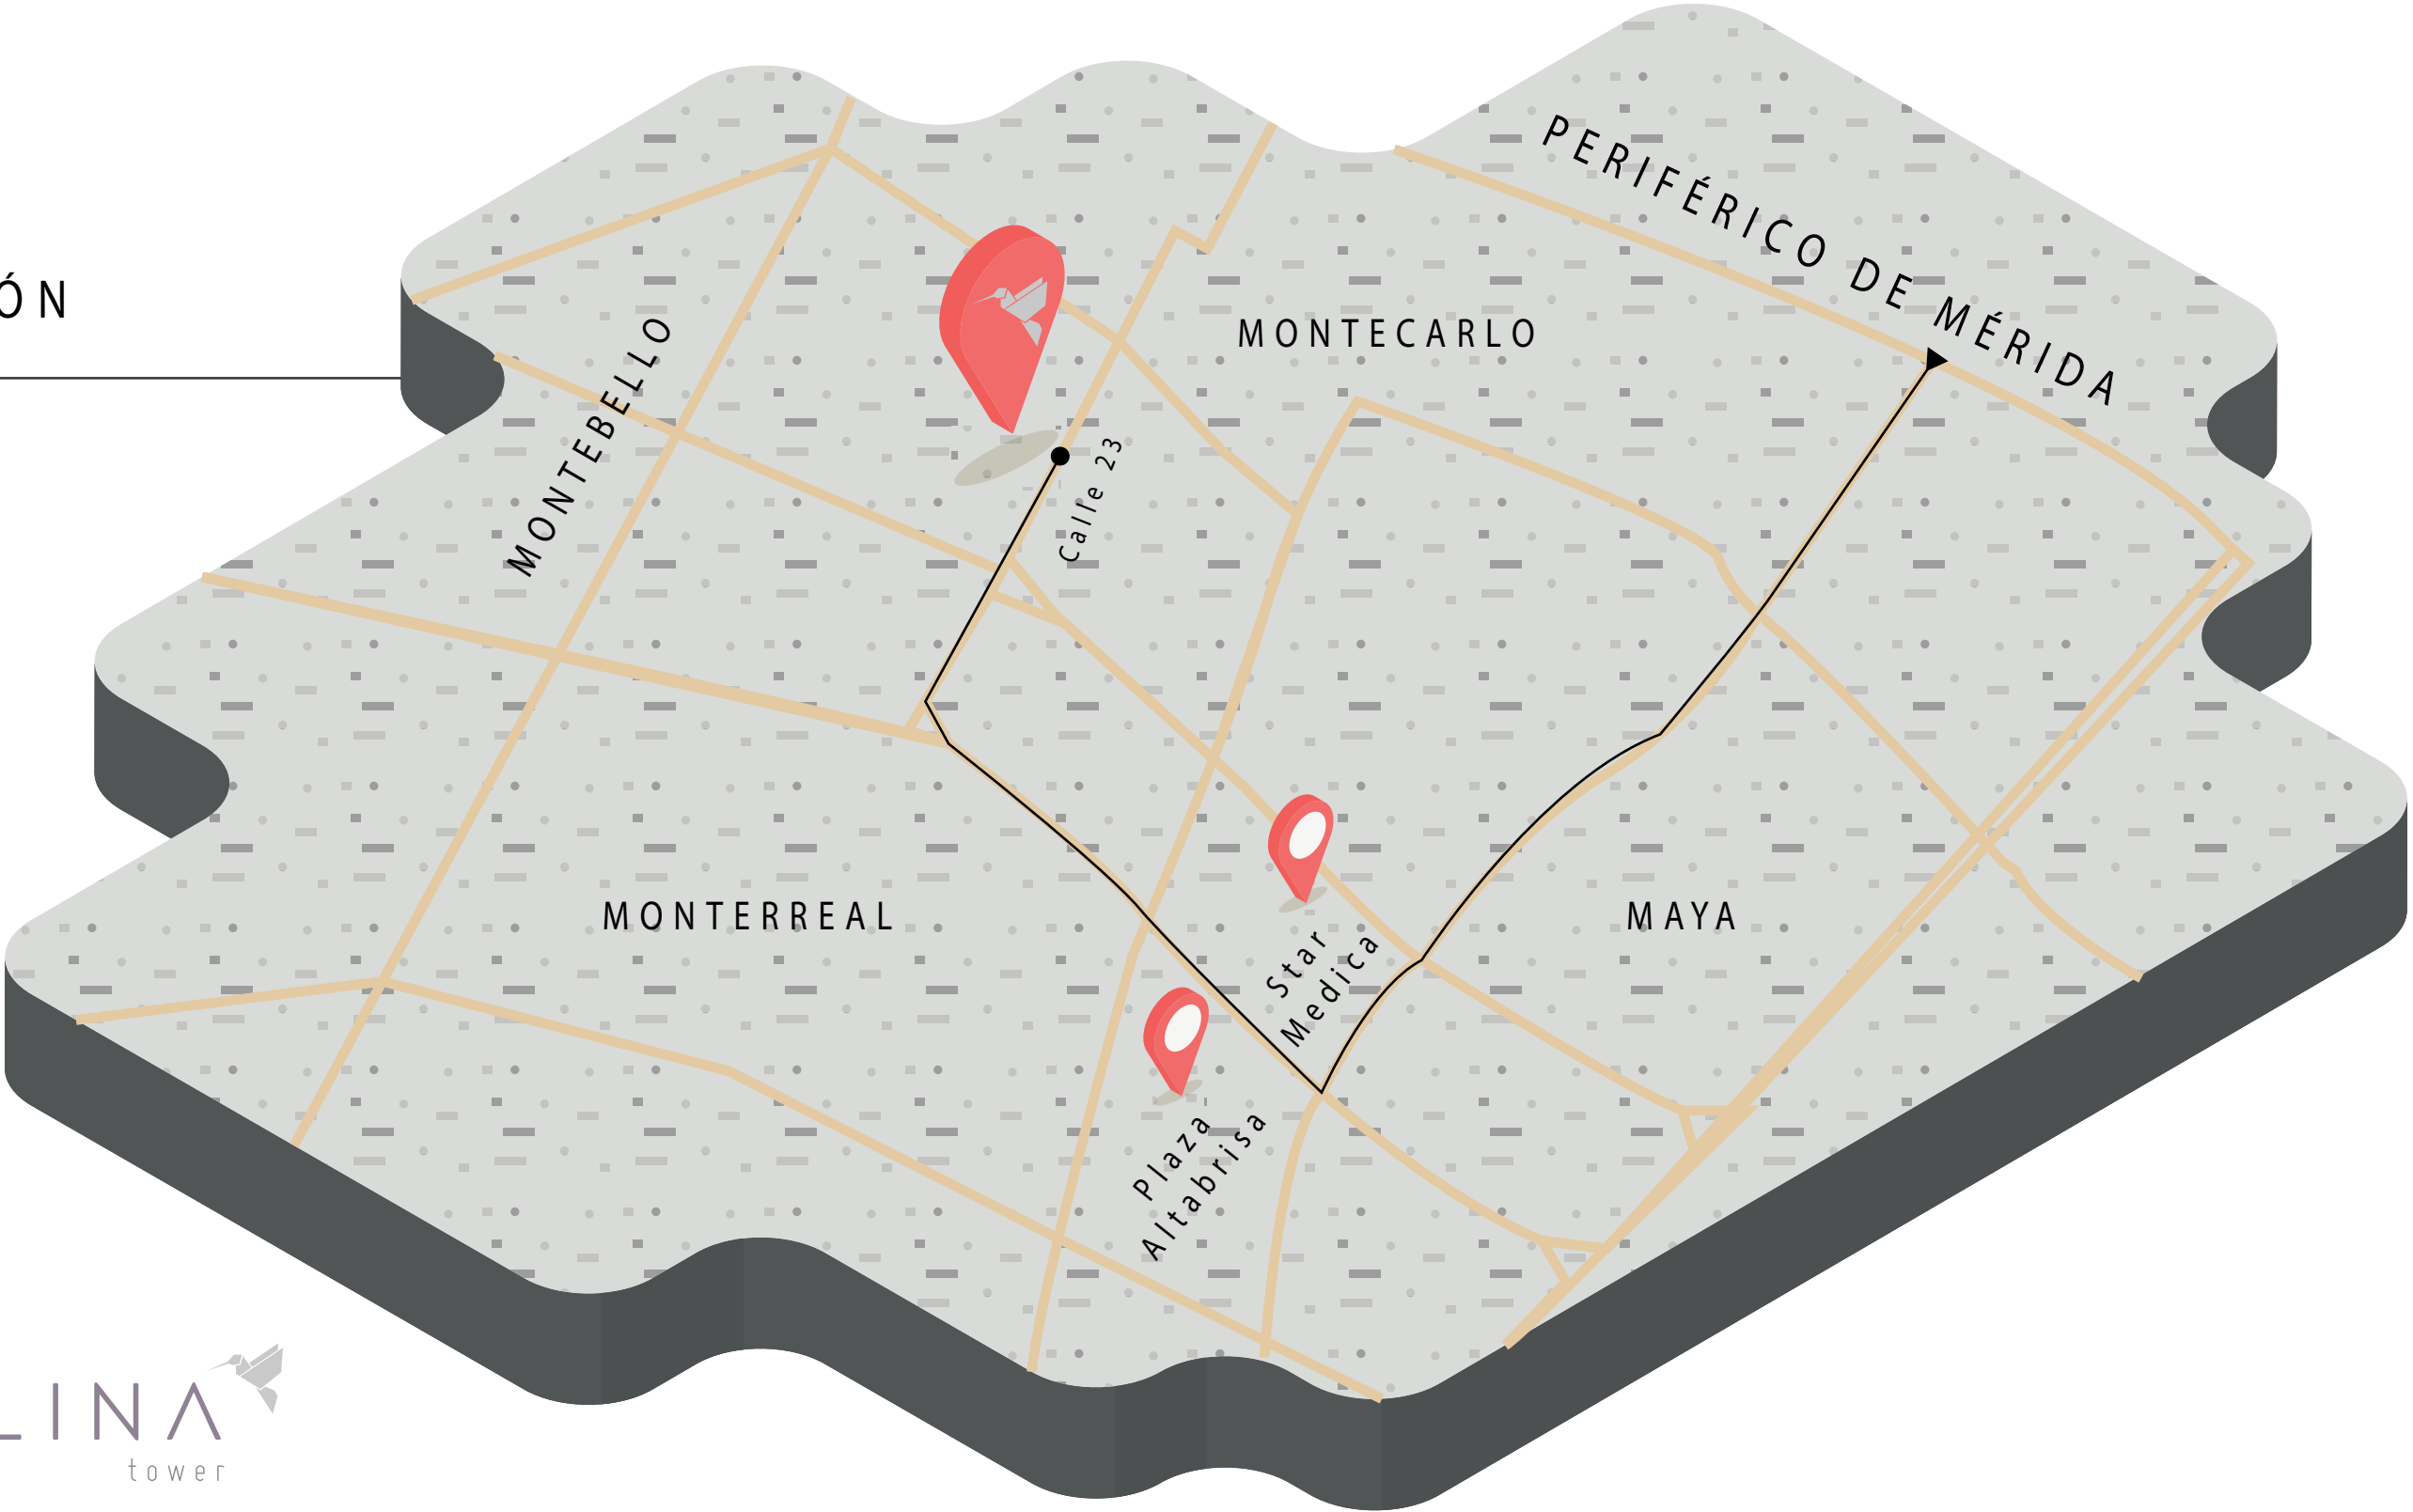 ÓN
PERIFÉRICO DE MÉRIDA
MONTECARLO
MONTEBELLO
Calle 23
MONTERREAL
MAYA
Star
Medica
Plaza
Altabrisa
LINA
tower